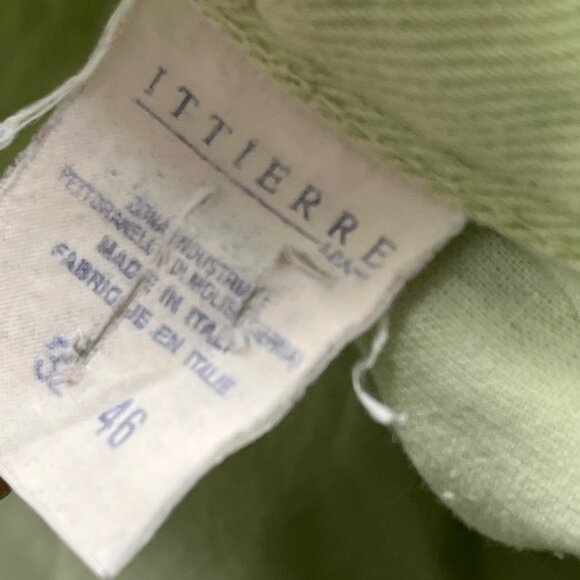 ITTIERRE
S.P.A.
ZONA INDUSTRIALE
PETTORANELLO DI MOLISE (ISERNIA)
MADE IN ITALY
FABRIQUE EN ITALIE
46